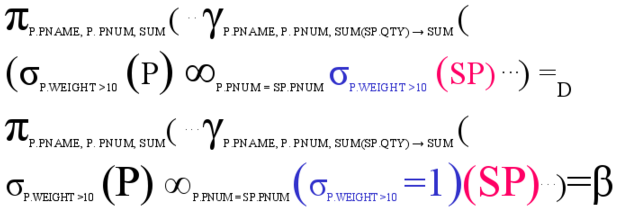 π P.PNAME, P. PNUM, SUM( ··· γ P.PNAME, P. PNUM, SUM(SP.QTY) → SUM (
(σ P.WEIGHT >10 (P) ∞ P.PNUM = SP.PNUM σ P.WEIGHT >10 (SP) ···) = D
π P.PNAME, P. PNUM, SUM( ··· γ P.PNAME, P. PNUM, SUM(SP.QTY) → SUM (
σ P.WEIGHT >10 (P) ∞ P.PNUM = SP.PNUM (σ P.WEIGHT >10 =1)(SP) ···)=β